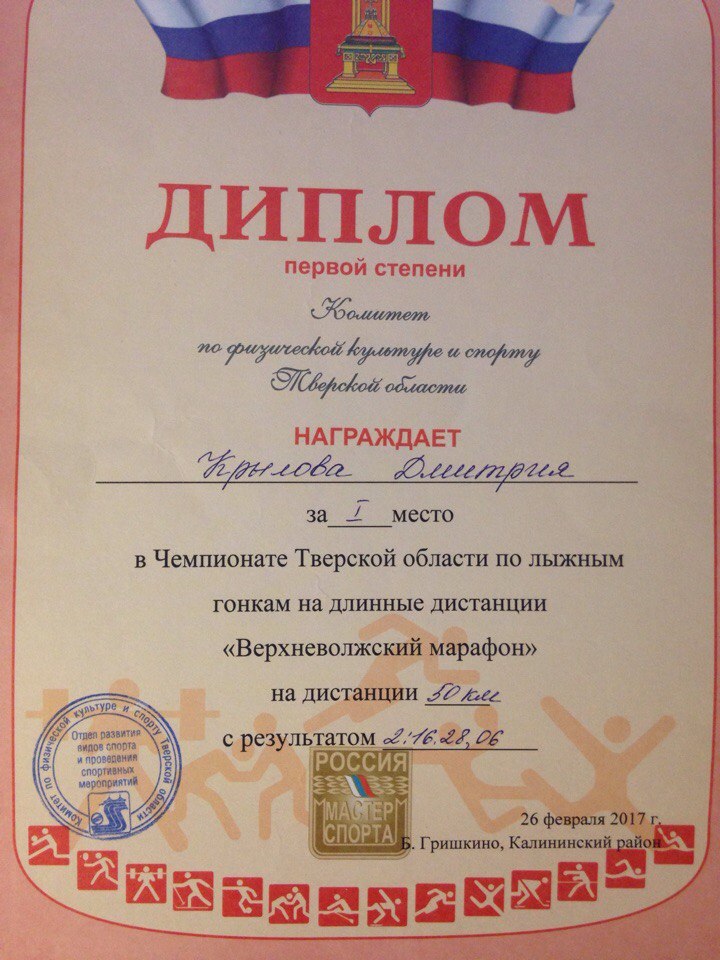 ДИПЛОМ
первой степени
Комитет
по физической культуре и спорту
Тверской области
НАГРАЖДАЕТ
Крылова Дмитрия
за I место
в Чемпионате Тверской области по лыжным
гонкам на длинные дистанции
«Верхневолжский марафон»
на дистанции 50 км
с результатом 2:16.28,06
Комитет по физической культуре и спорту Тверской области
Отдел развития
видов спорта
и проведения
спортивных
мероприятий
РОССИЯ
МАСТЕР
СПОРТА
26 февраля 2017 г.
Б. Гришкино, Калининский район